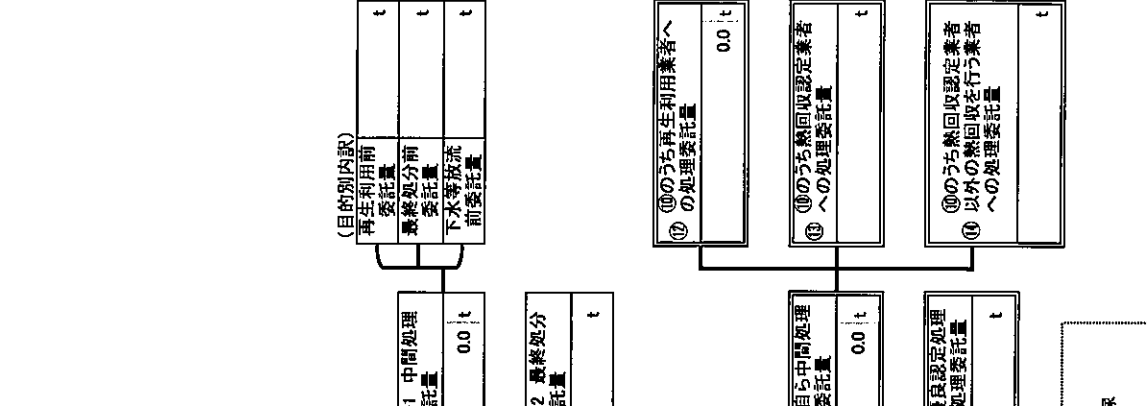 (目的別内訳)
再生利用前
委託量
t
最終処分前
委託量
t
下水等放流
前委託量
t
⑫ ⑩のうち再生利用業者へ
の処理委託量
0.0 t
⑬ ⑩のうち熱回収認定業者
への処理委託量
t
⑭ ⑩のうち熱回収認定業者
以外の熱回収を行う業者
への処理委託量
t
中間処理
託量
0.0 t
2 最終処分
託量
t
自ら中間処理
委託量
0.0 t
良認定処理
処理委託量
t